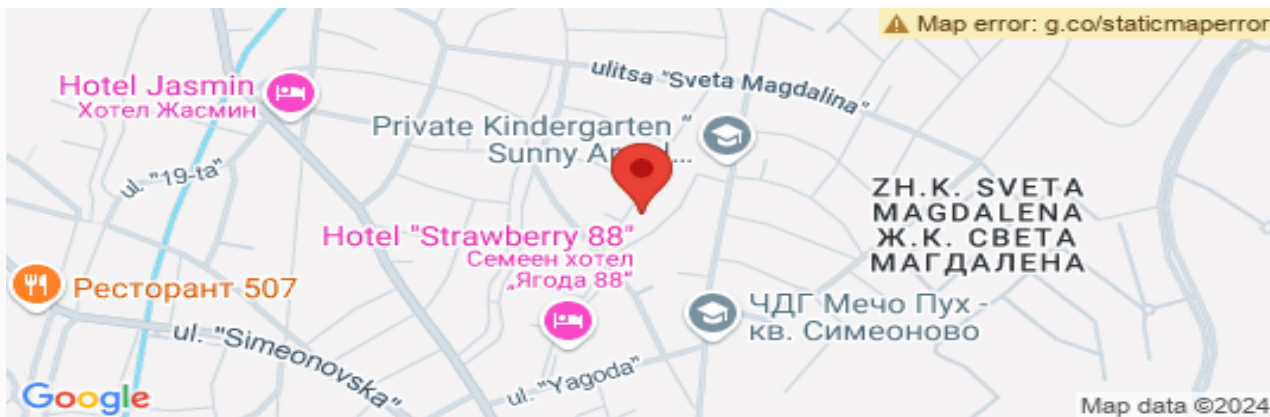 Map error: g.co/staticmaperror
ulitsa "Sveta Magdalina"
Hotel Jasmin
Хотел Жасмин
Private Kindergarten "
Sunny
ul. "19-ta"
ZH.K. SVETA
MAGDALENA
Ж.К. СВЕТА
МАГДАЛЕНА
Hotel "Strawberry 88"
Семеен хотел
„Ягода 88“
Ресторант 507
ЧДГ Мечо Пух -
кв. Симеоново
ul. "Simeonovska"
ul. "Yagoda"
Google
Map data ©2024